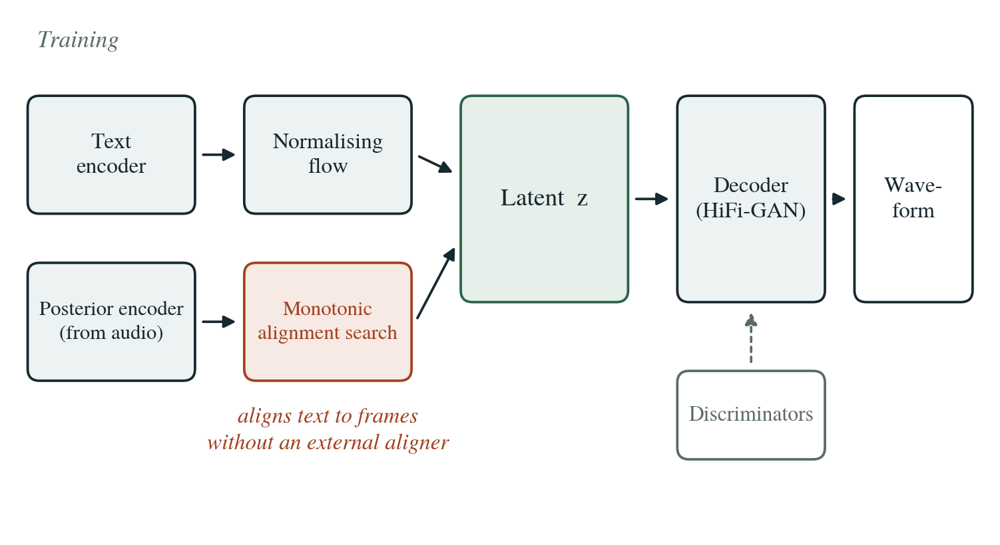 Training
Text
encoder
Normalising
flow
Latent z
Decoder
(HiFi-GAN)
Wave-
form
Posterior encoder
(from audio)
Monotonic
alignment search
aligns text to frames
without an external aligner
Discriminators